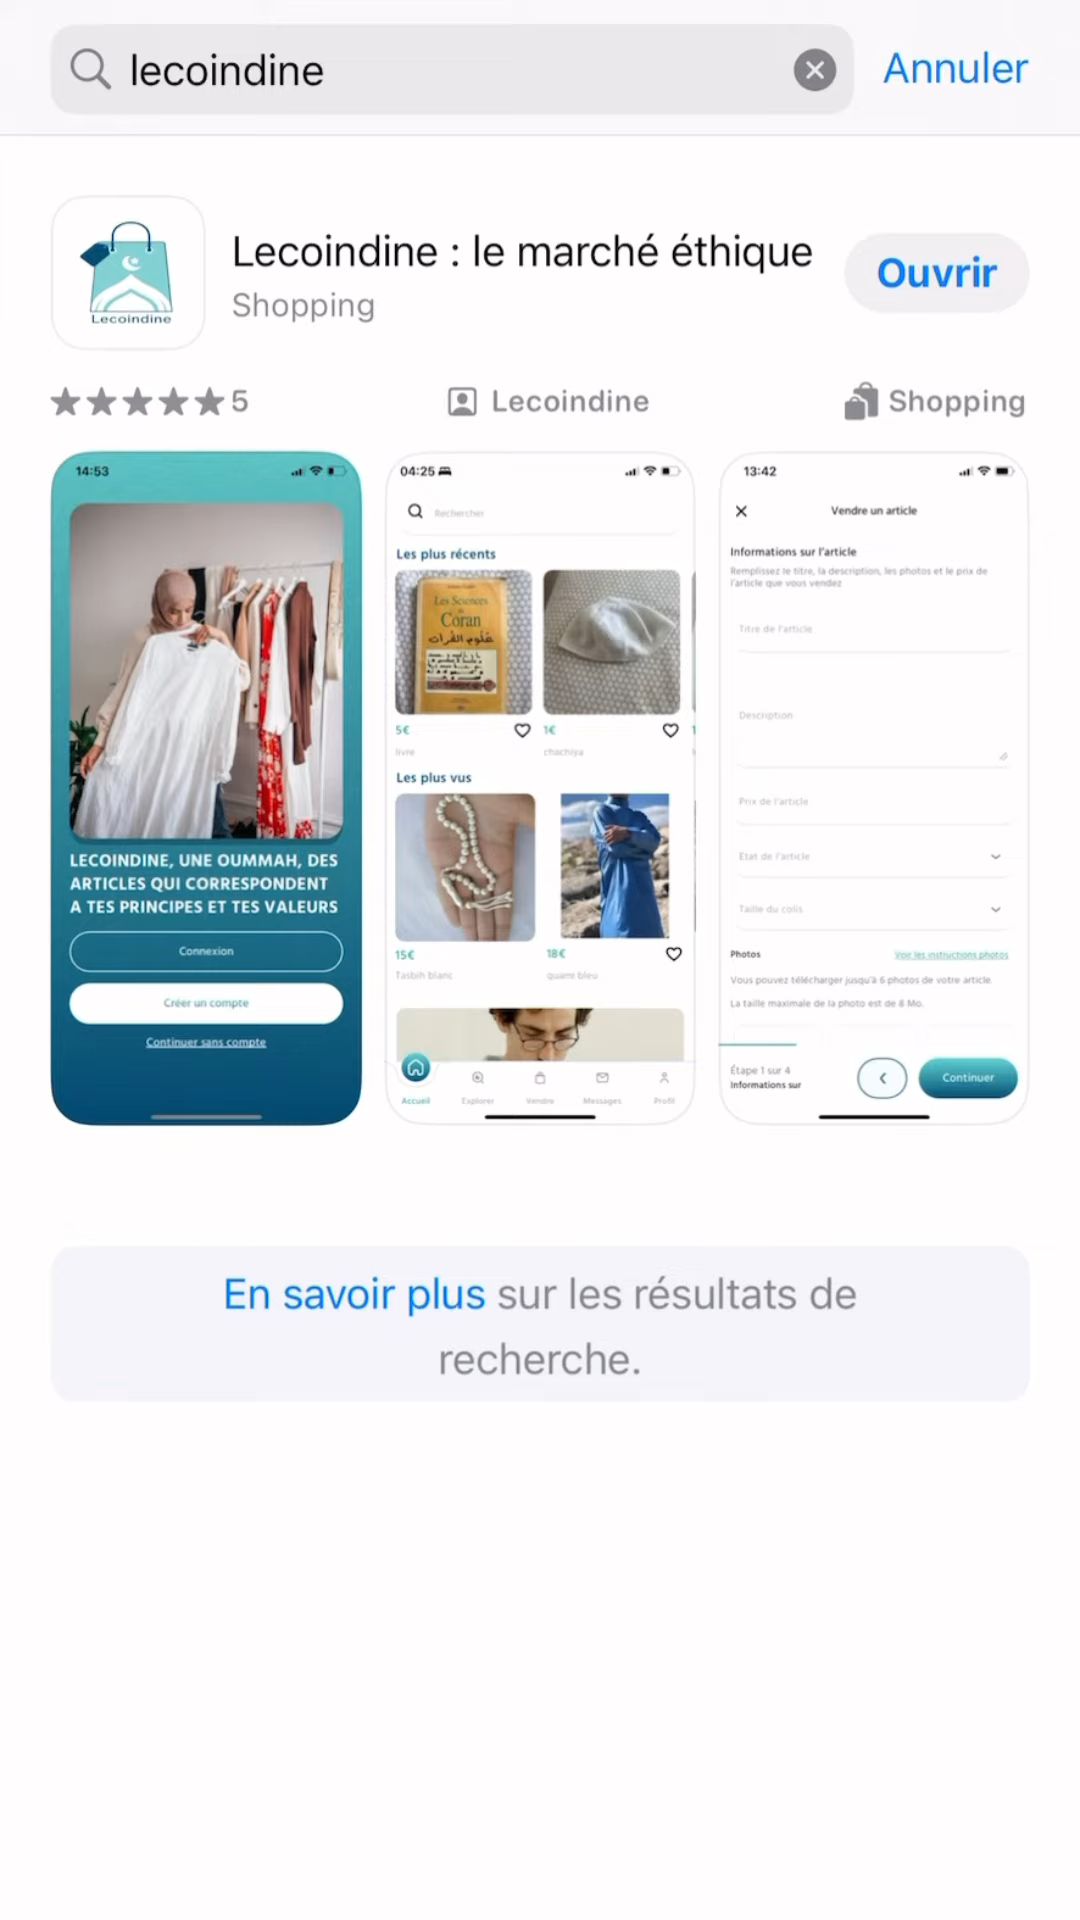 lecoindine
Annuler
Lecoindine
Lecoindine : le marché éthique
Shopping
Ouvrir
5
Lecoindine
Shopping
14:53
LECOINDINE, UNE OUMMAH, DES
ARTICLES QUI CORRESPONDENT
A TES PRINCIPES ET TES VALEURS
Connexion
Créer un compte
Continuer sans compte
04:25
Rechercher
Les plus récents
Les Sciences
du
Coran
علوم القرآن
5€
1€
livre
chachiya
Les plus vus
15€
18€
Tasbih blanc
quami bleu
Accueil
Explorer
Vendre
Messages
Profil
13:42
Vendre un article
Informations sur l'article
Remplissez le titre, la description, les photos et le prix de
l'article que vous vendez
Titre de l'article
Description
Prix de l'article
État de l'article
Taille du colis
Photos
Voir les instructions photos
Vous pouvez télécharger jusqu'à 6 photos de votre article
La taille maximale de la photo est de 8 Mo.
Étape 1 sur 4
Informations sur
Continuer
En savoir plus sur les résultats de
recherche.